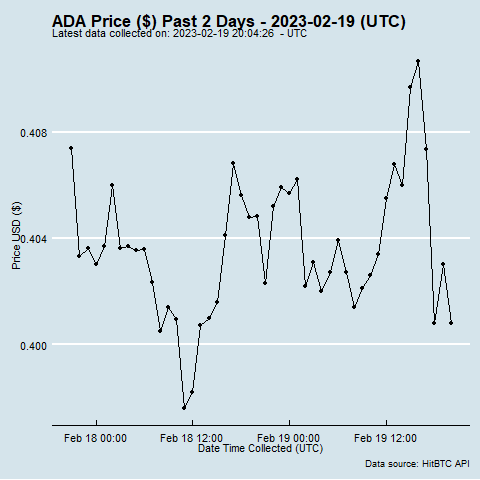 ADA Price ($) Past 2 Days - 2023-02-19 (UTC)
Latest data collected on: 2023-02-19 20:04:26 - UTC
0.408
0.404
0.400
Price USD ($)
Feb 18 00:00 Feb 18 12:00 Feb 19 00:00 Feb 19 12:00
Date Time Collected (UTC)
Data source: HitBTC API